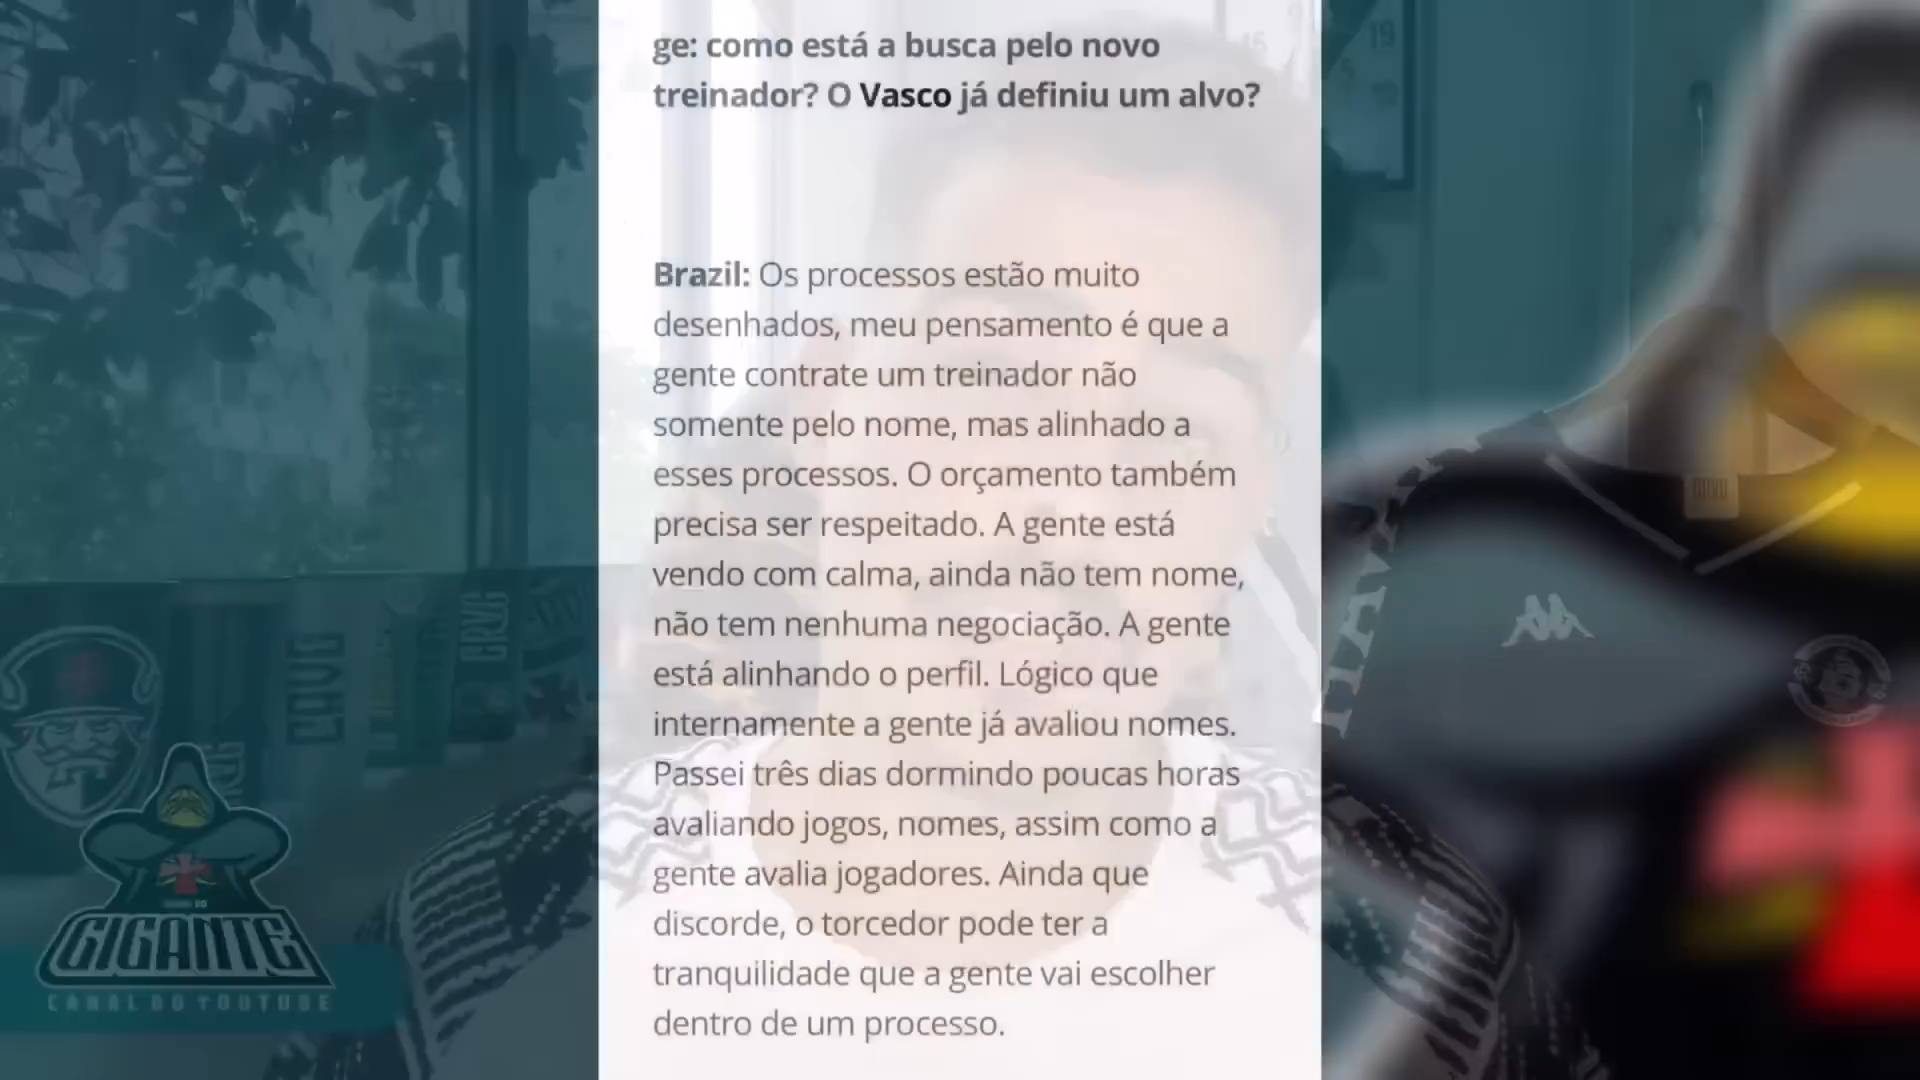 ge: como está a busca pelo novo
treinador? O Vasco já definiu um alvo?
Brazil: Os processos estão muito
desenhados, meu pensamento é que a
gente contrate um treinador não
somente pelo nome, mas alinhado a
esses processos. O orçamento também
precisa ser respeitado. A gente está
vendo com calma, ainda não tem nome,
não tem nenhuma negociação. A gente
está alinhando o perfil. Lógico que
internamente a gente já avaliou nomes.
Passei três dias dormindo poucas horas
avaliando jogos, nomes, assim como a
gente avalia jogadores. Ainda que
discorde, o torcedor pode ter a
tranquilidade que a gente vai escolher
dentro de um processo.
19
CRVG
GIGANTE
CANAL DO YOUTUBE